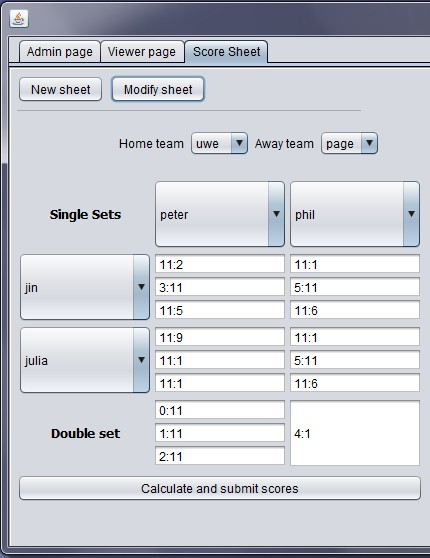 Admin page Viewer page Score Sheet
New sheet Modify sheet
Home team uwe Away team page
Single Sets peter phil
jin
11:2 11:1
3:11 5:11
11:5 11:6
julia
11:9 11:1
11:1 5:11
11:1 11:6
Double set
0:11
1:11
2:11
4:1
Calculate and submit scores